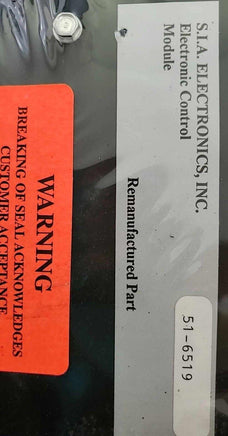 S.I.A. ELECTRONICS, INC.
Electronic Control
Module
Remanufactured Part
51-6519
WARNING
BREAKING OF SEAL ACKNOWLEDGES
CUSTOMER ACCEPTANCE